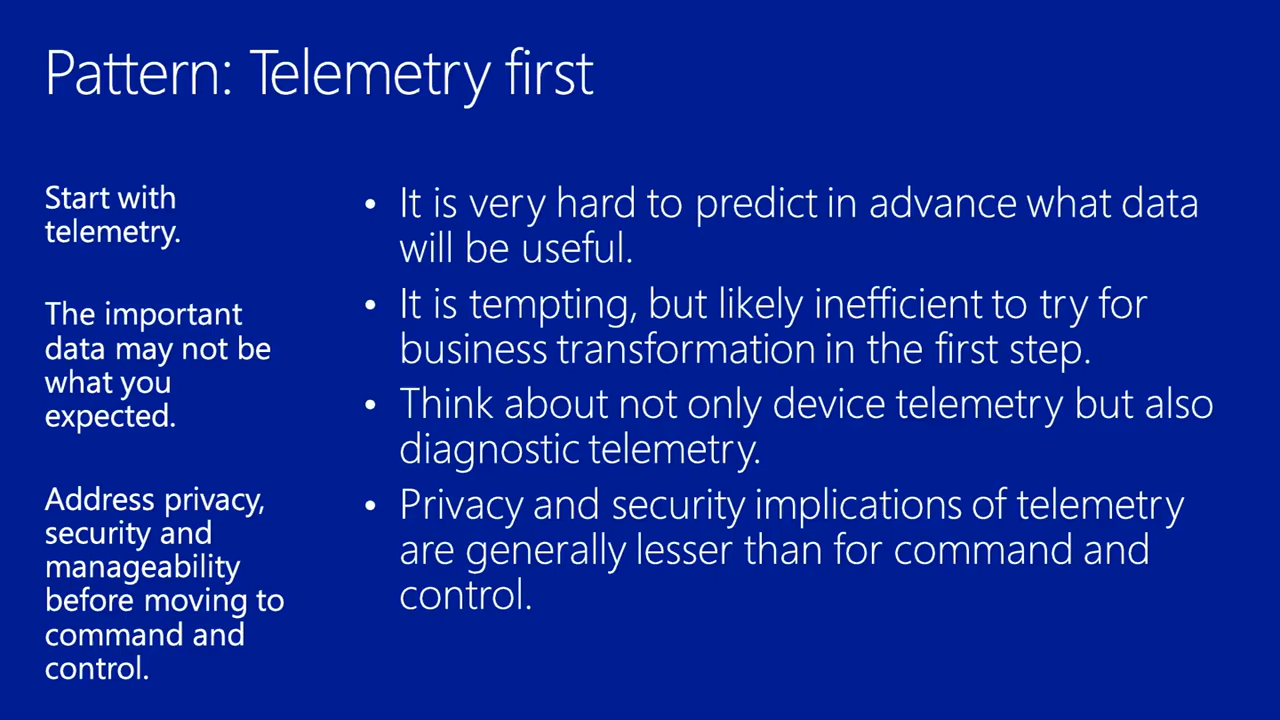 Pattern: Telemetry first
Start with
telemetry.
The important
data may not be
what you
expected.
Address privacy,
security and
manageability
before moving to
command and
control.
• It is very hard to predict in advance what data
will be useful.
• It is tempting, but likely inefficient to try for
business transformation in the first step.
• Think about not only device telemetry but also
diagnostic telemetry.
• Privacy and security implications of telemetry
are generally lesser than for command and
control.